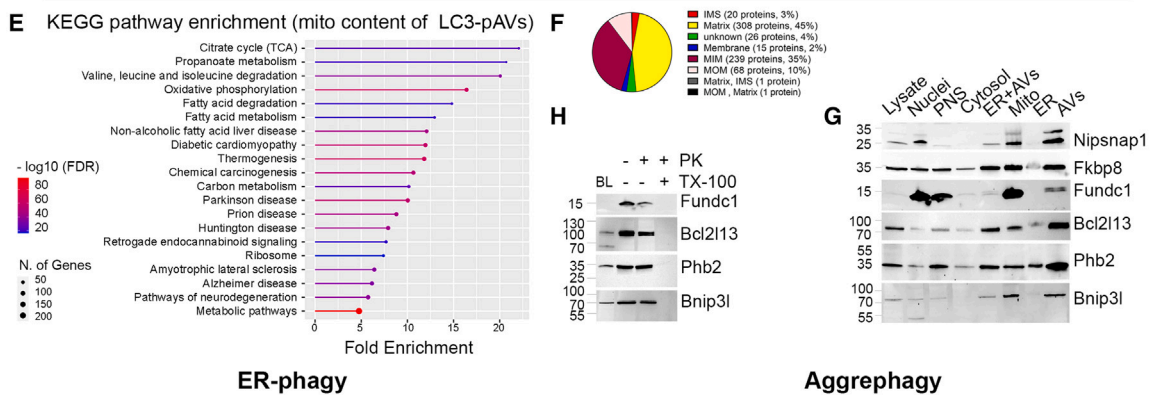 E KEGG pathway enrichment (mito content of LC3-pAVs)
Citrate cycle (TCA)
Propanoate metabolism
Valine, leucine and isoleucine degradation
Oxidative phosphorylation
Fatty acid degradation
Fatty acid metabolism
Non-alcoholic fatty liver disease
Diabetic cardiomyopathy
Thermogenesis
Chemical carcinogenesis
Carbon metabolism
Parkinson disease
Prion disease
Huntington disease
Retrograde endocannabinoid signaling
Ribosome
Amyotrophic lateral sclerosis
Alzheimer disease
Pathways of neurodegeneration
Metabolic pathways
0 5 10 15 20
Fold Enrichment
- log10 (FDR)
80
60
40
20
N. of Genes
50
100
150
200
F
IMS (20 proteins, 3%)
Matrix (308 proteins, 45%)
unknown (26 proteins, 4%)
Membrane (15 proteins, 2%)
MIM (239 proteins, 35%)
MOM (68 proteins, 10%)
Matrix, IMS (1 protein)
MOM , Matrix (1 protein)
H
- + + PK
BL - - + TX-100
15 Fundc1
130
100
70
Bcl2l13
35
25
Phb2
100
70
55
Bnip3l
G
Lysate Nuclei PNS Cytosol ER+AVs Mito ER AVs
35
25
Nipsnap1
35
Fkbp8
15
Fundc1
100
70
Bcl2l13
55
35
Phb2
100
70
55
Bnip3l
ER-phagy
Aggrephagy